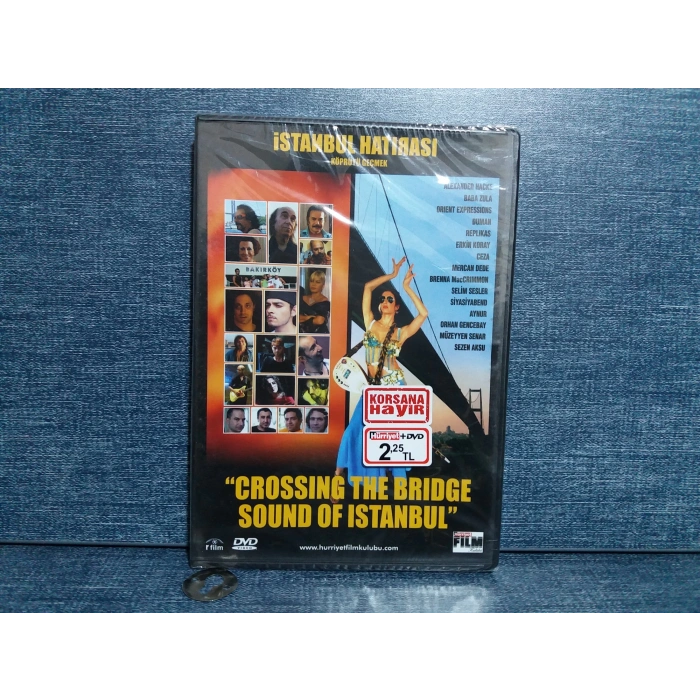 İSTANBUL HATIRASI
KÖPRÜYÜ GEÇMEK
ALEXANDER HACKE
BABA ZULA
ORIENT EXPRESSIONS
DUMAN
REPLIKAS
ERKİN KORAY
CEZA
MERCAN DEDE
BRENNA MacCRIMMON
SELİM SESLER
SİYASİYABEND
AYNUR
ORHAN GENCEBAY
MÜZEYYEN SENAR
SEZEN AKSU
BAKIRKÖY
KORSANA
HAYIR
Hürriyet+DVD
2,25 TL
"CROSSING THE BRIDGE
SOUND OF ISTANBUL"
r film
DVD
VIDEO
www.hurriyetfilmkulubu.com
FILM